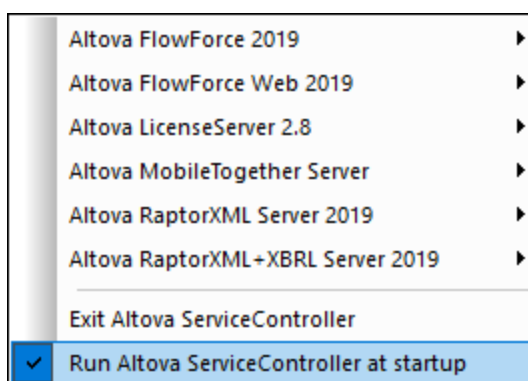 Altova FlowForce 2019
Altova FlowForce Web 2019
Altova LicenseServer 2.8
Altova MobileTogether Server
Altova RaptorXML Server 2019
Altova RaptorXML+XBRL Server 2019
Exit Altova ServiceController
Run Altova ServiceController at startup